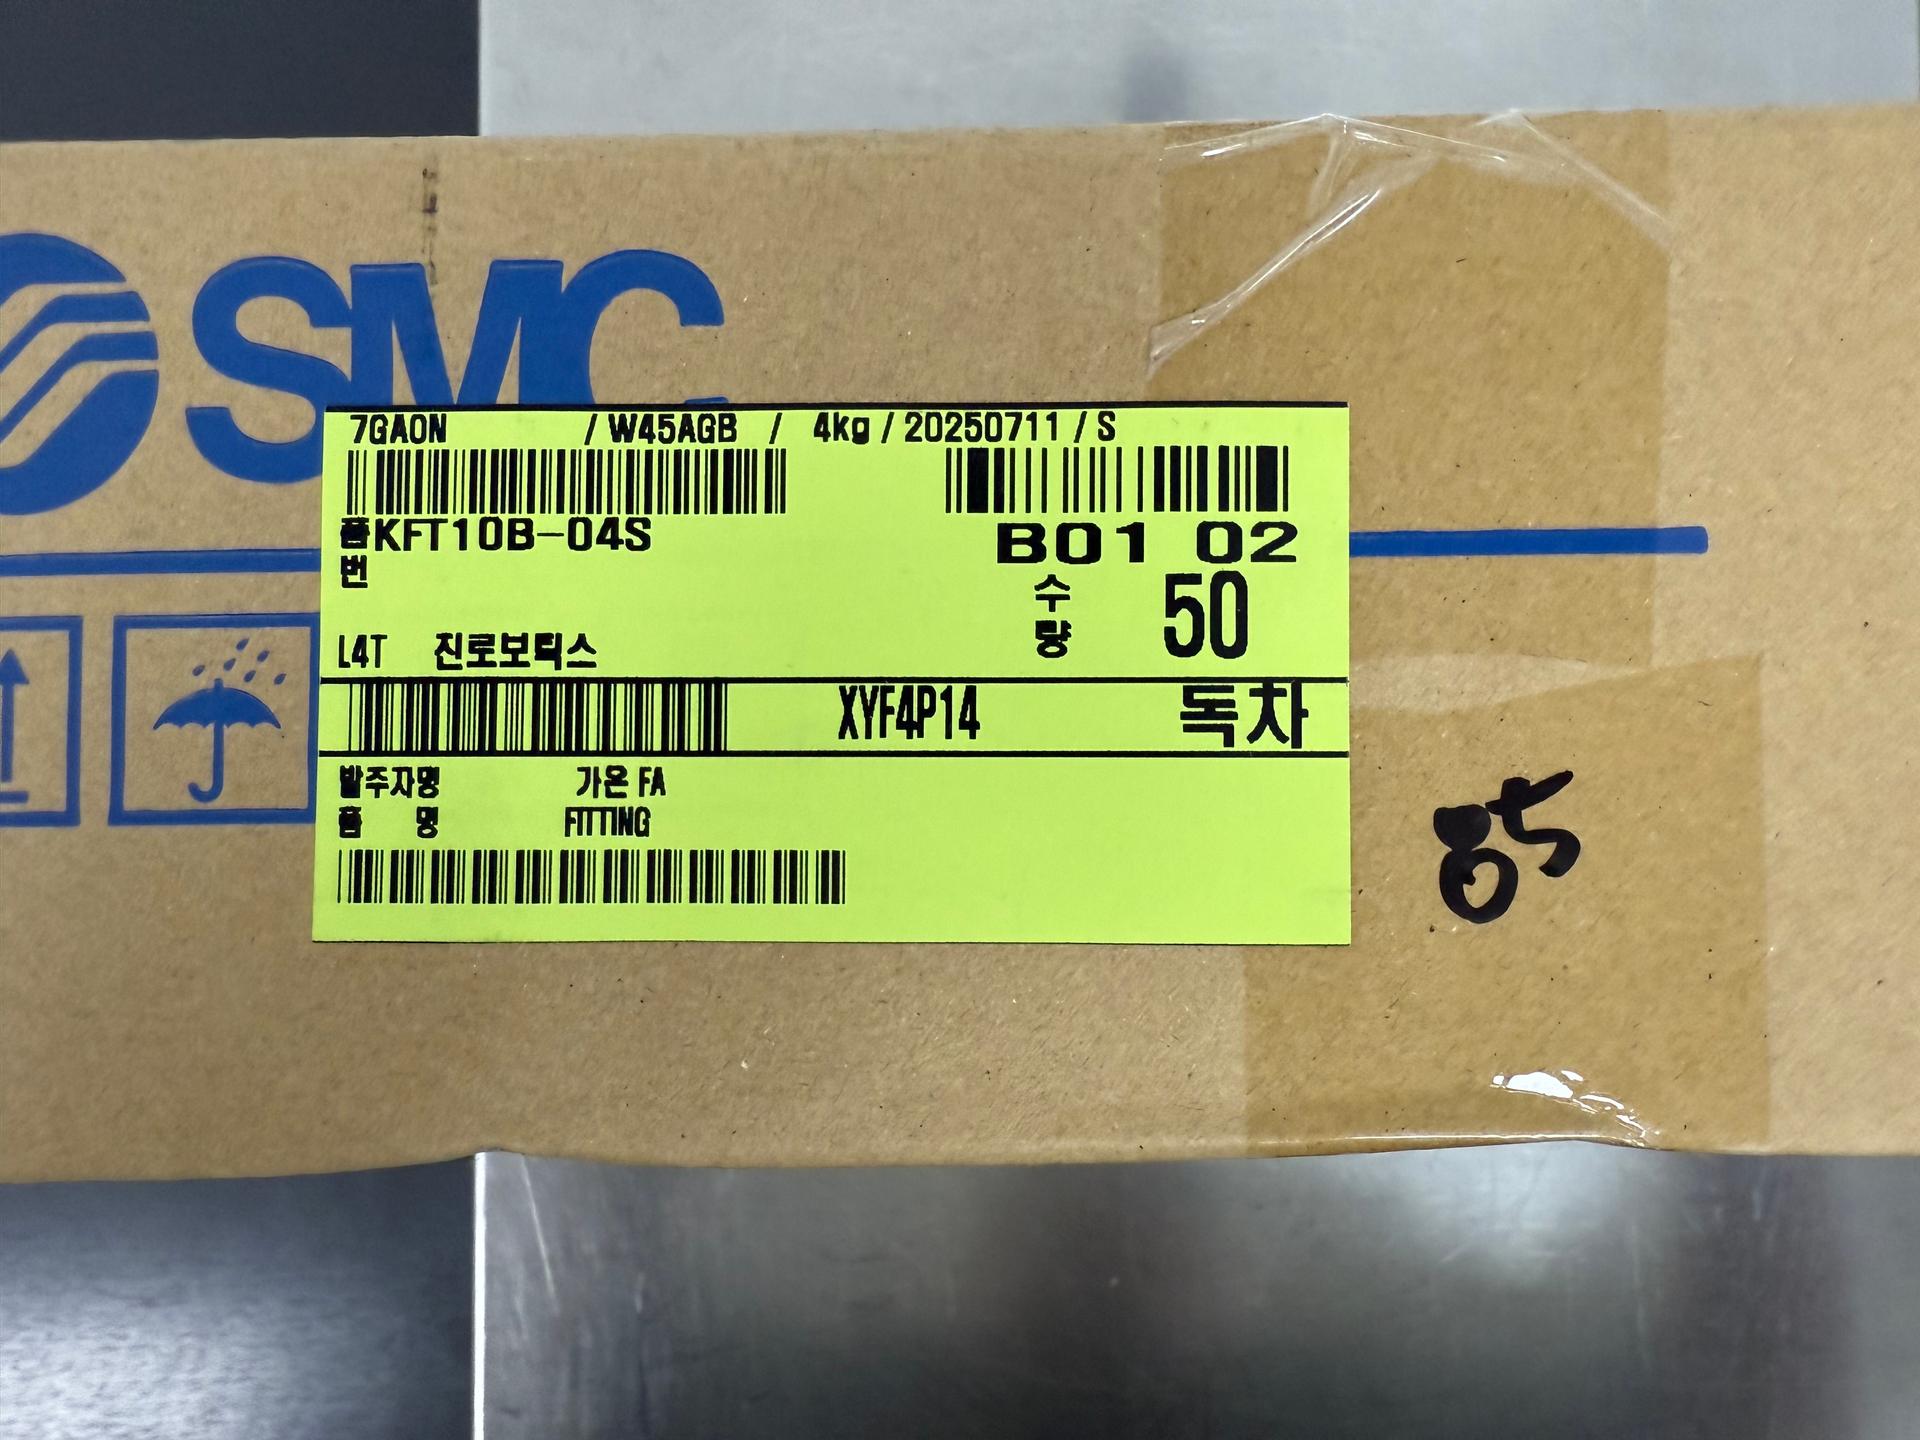 SMC
7GAON / W45AGB / 4kg / 20250711 / S
품번 KFT10B-04S
B01 02
수량 50
L4T 진로보틱스
XYF4P14 독차
발주자명 가온 FA
품 명 FITTING